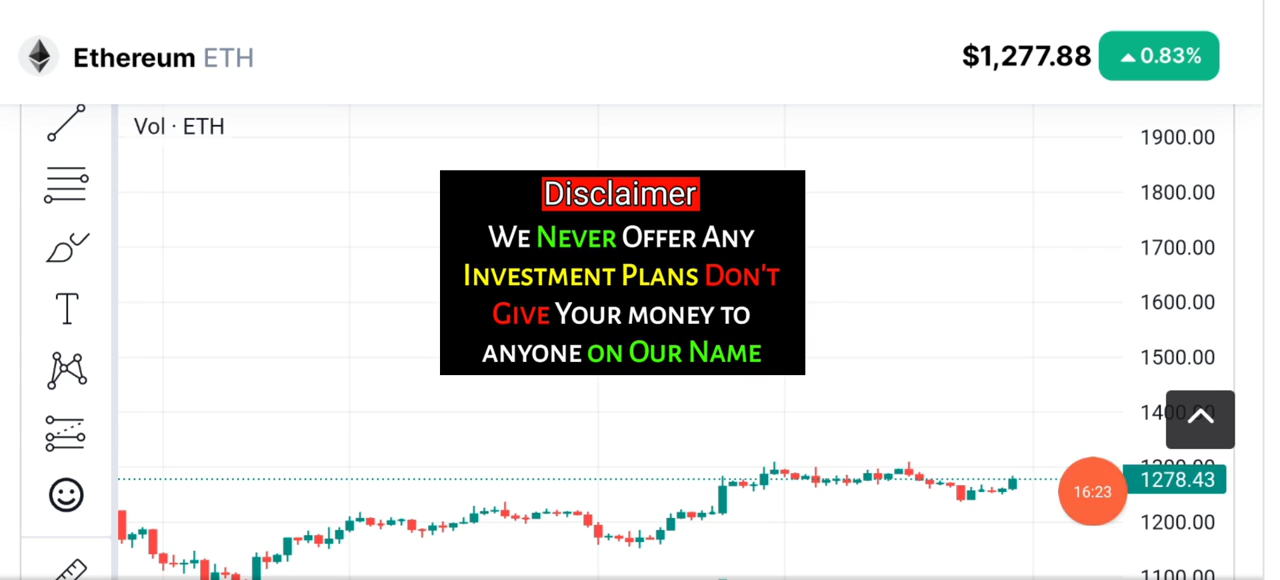 Ethereum ETH
$1,277.88
0.83%
Vol · ETH
Disclaimer
We Never Offer Any
Investment Plans Don't
Give Your money to
anyone on Our Name
1900.00
1800.00
1700.00
1600.00
1500.00
16:23
1278.43
1200.00
1100.00